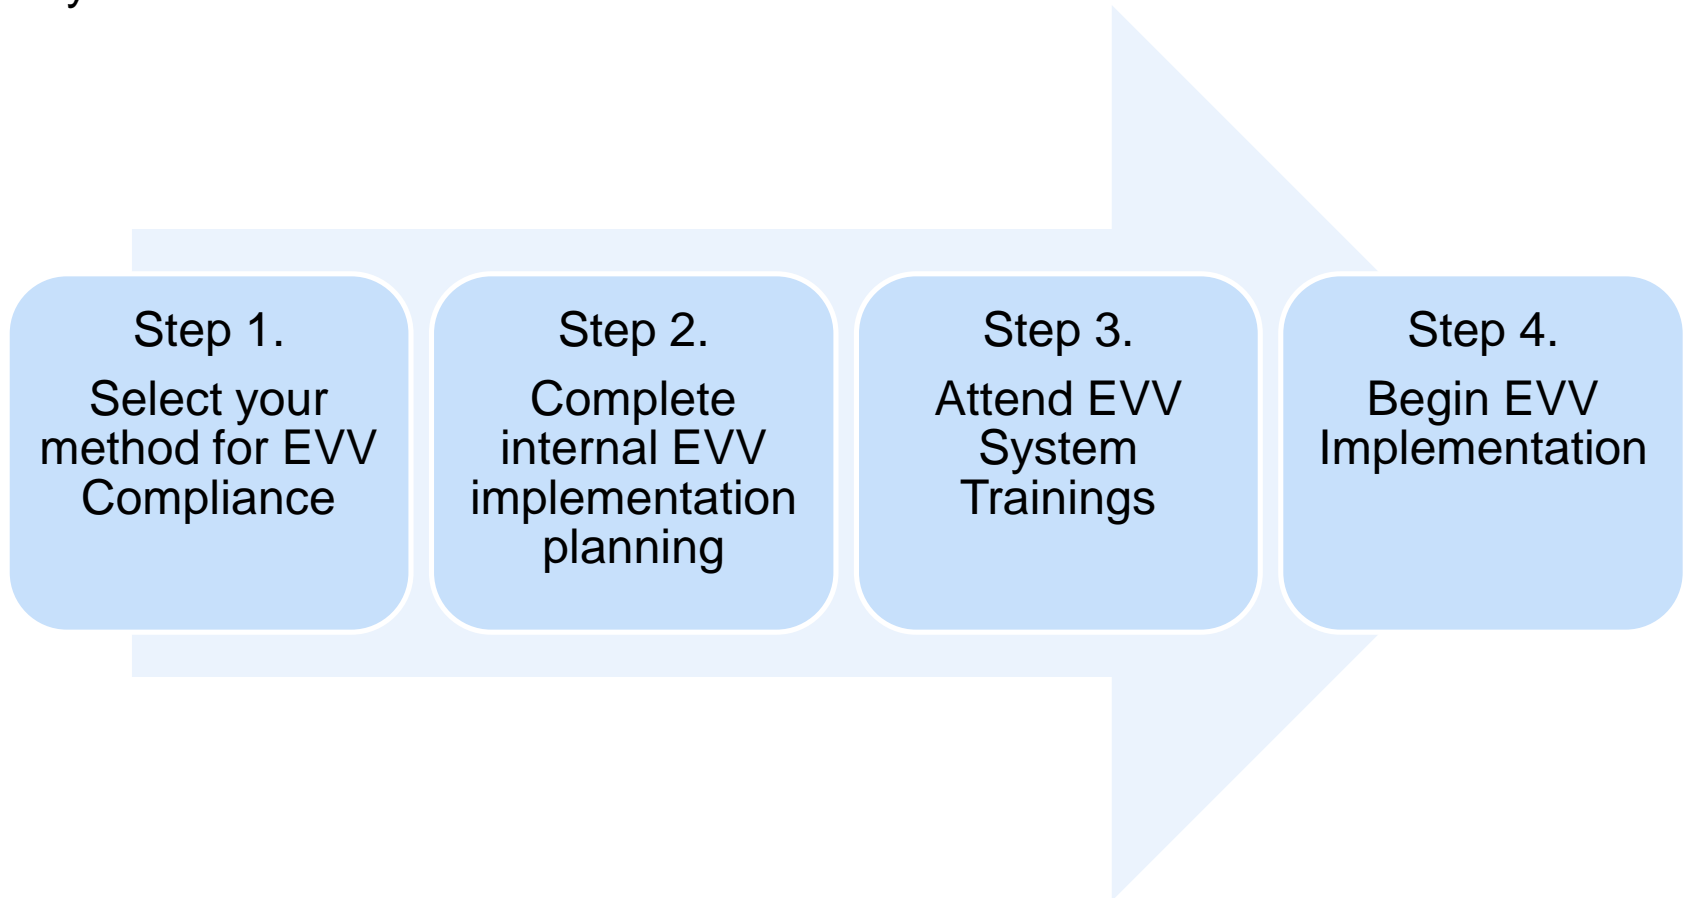 Step 1.
Select your
method for EVV
Compliance
Step 2.
Complete
internal EVV
implementation
planning
Step 3.
Attend EVV
System
Trainings
Step 4.
Begin EVV
Implementation